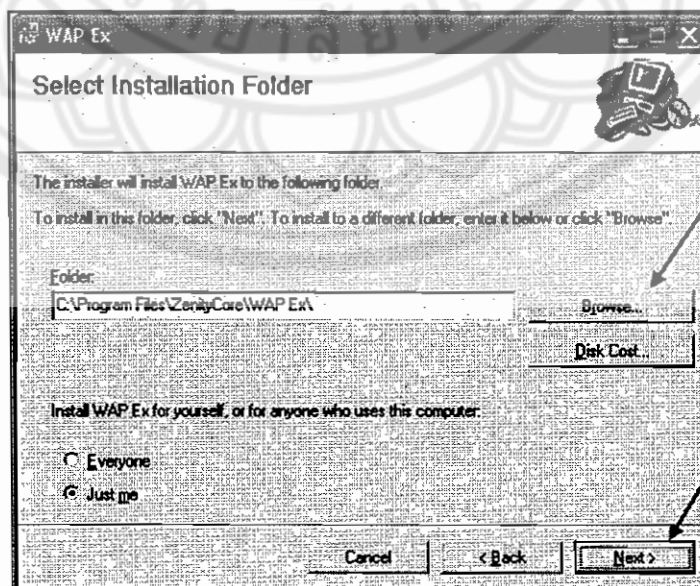 WAP Ex
Select Installation Folder
The installer will install WAP Ex to the following folder.
To install in this folder, click "Next". To install to a different folder, enter it below or click "Browse".
Folder:
C:\Program Files\ZenityCore\WAP Ex\
Browse...
Disk Cost...
Install WAP Ex for yourself, or for anyone who uses this computer:
Everyone
Just me
Cancel
< Back
Next >